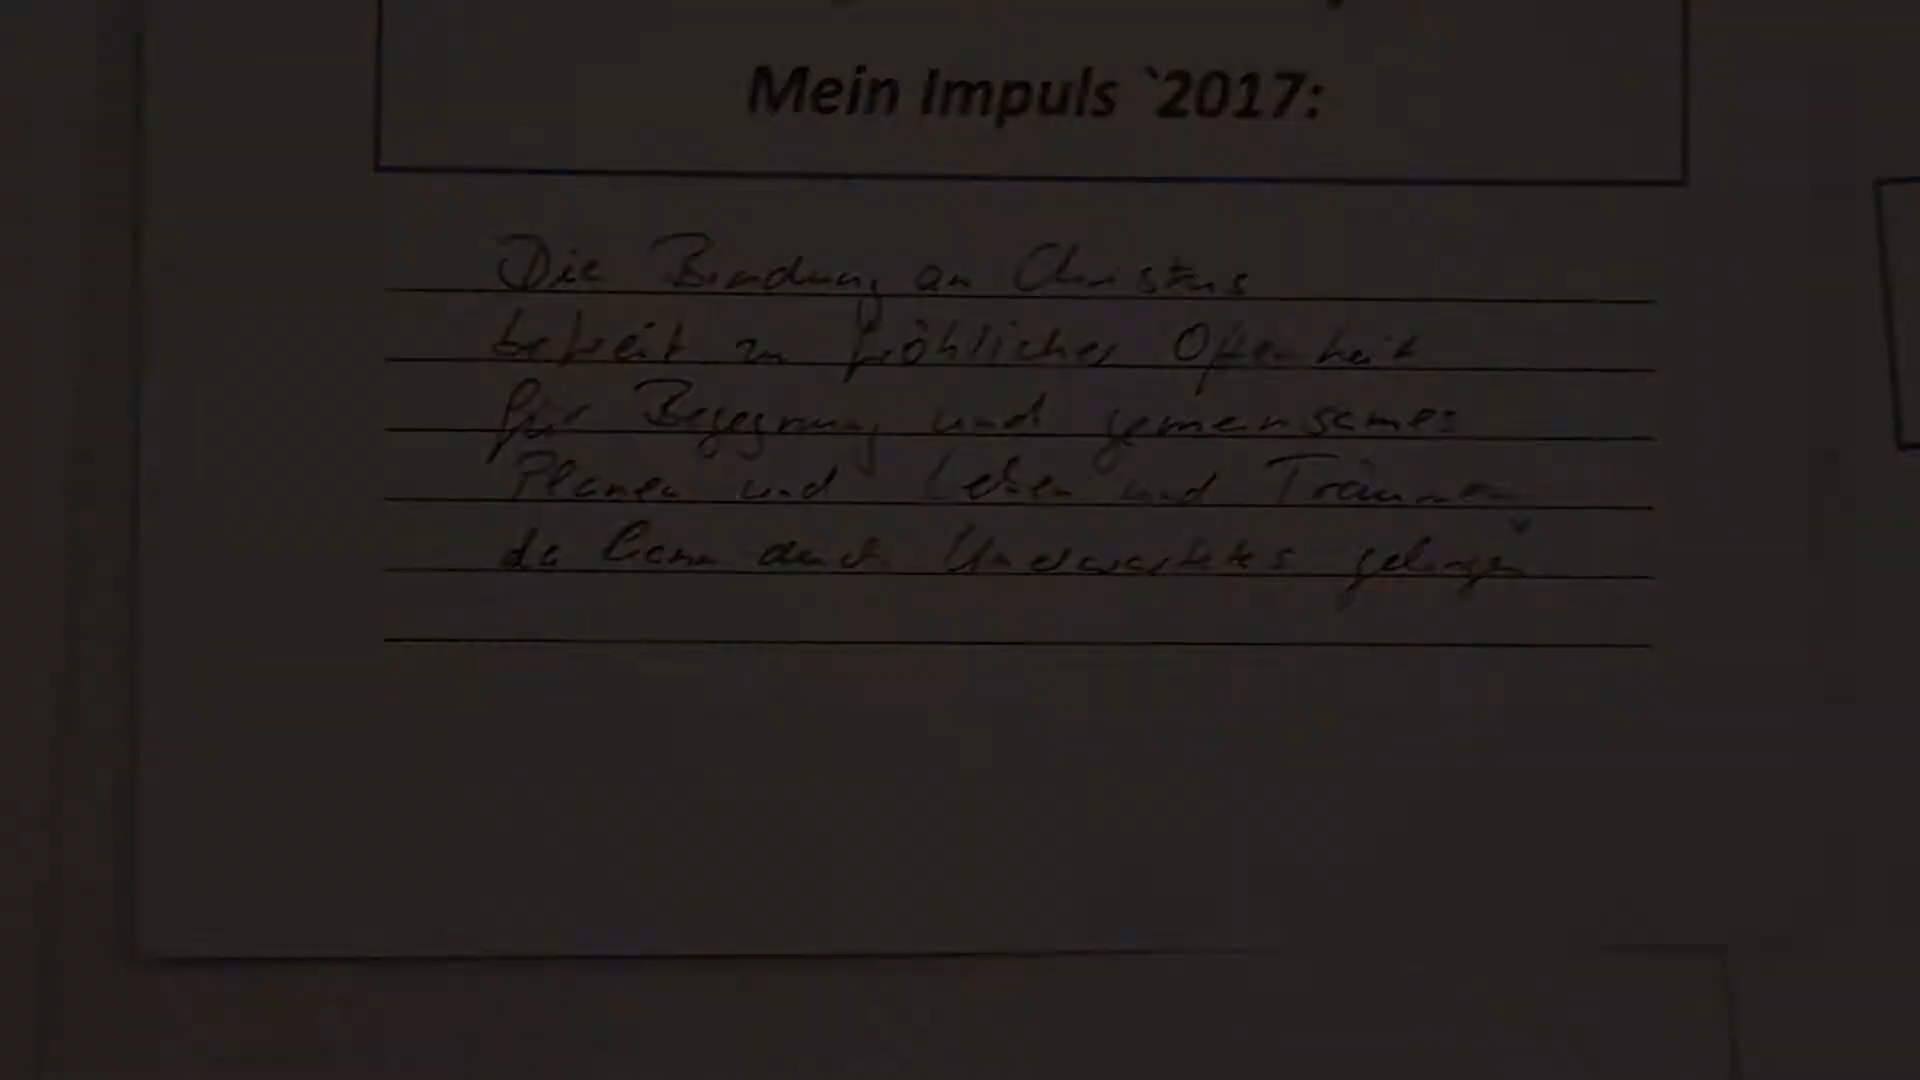 Mein Impuls `2017:
Die Bindung an Christus
befreit zu fröhlicher Offenheit
für Begegnung und gemeinsames
Planen und Leben und Träumen
da kann auch Unerwartetes gelingen